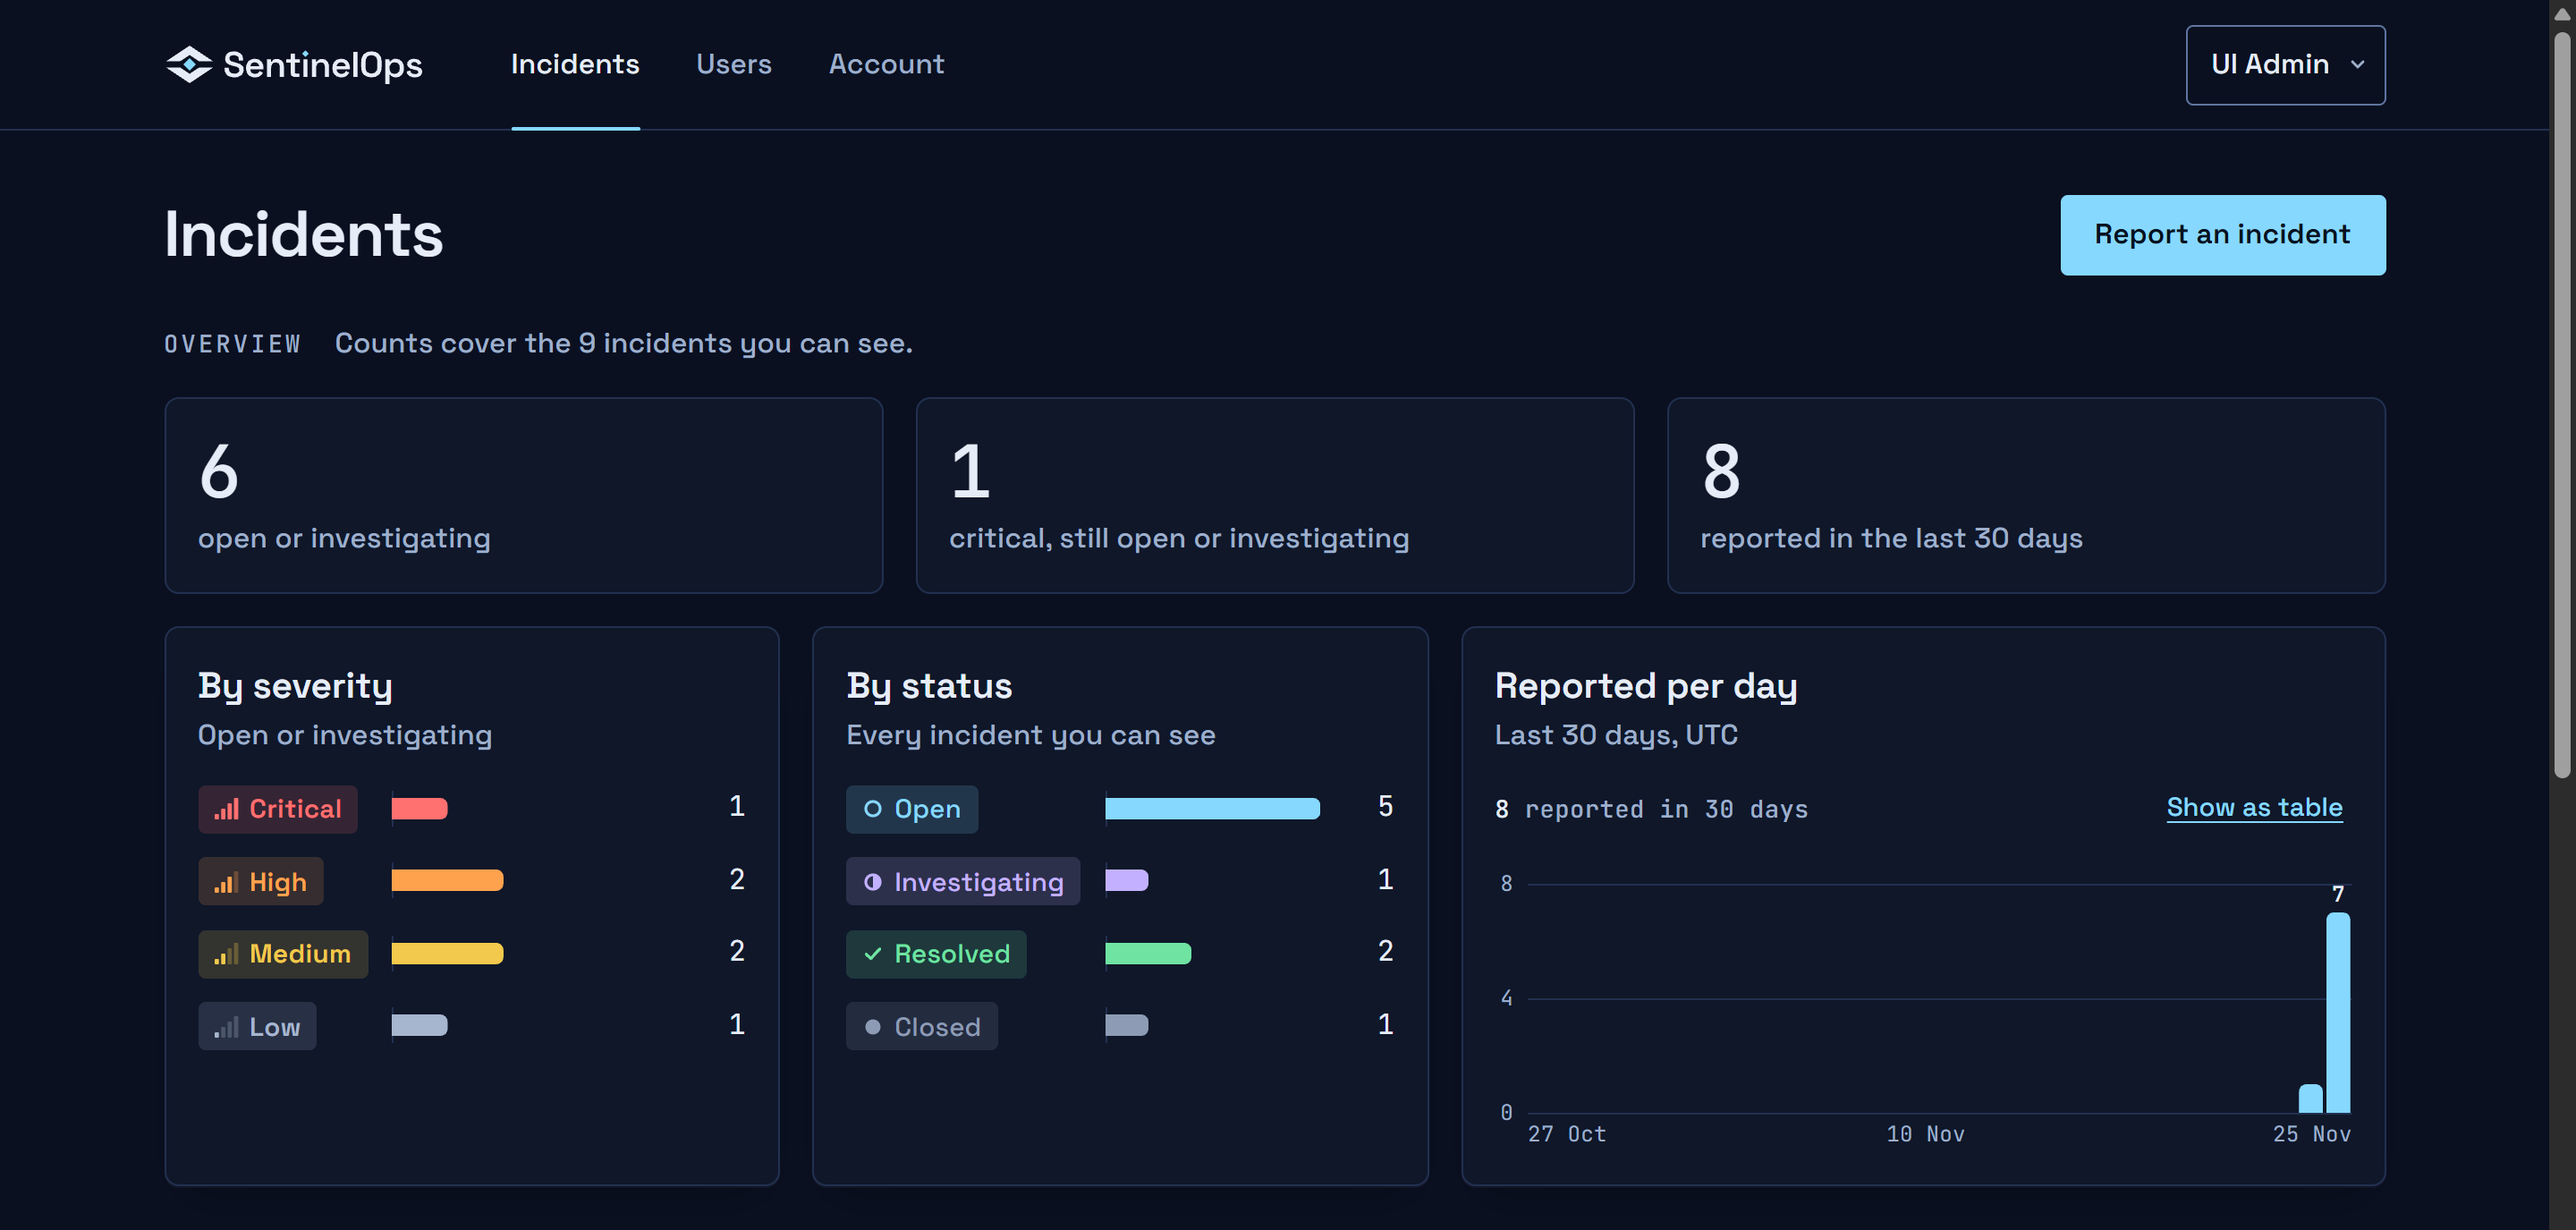 SentinelOps Incidents Users Account UI Admin
Incidents
Report an incident
OVERVIEW Counts cover the 9 incidents you can see.
6
open or investigating
1
critical, still open or investigating
8
reported in the last 30 days
By severity
Open or investigating
Critical 1
High 2
Medium 2
Low 1
By status
Every incident you can see
Open 5
Investigating 1
Resolved 2
Closed 1
Reported per day
Last 30 days, UTC
8 reported in 30 days Show as table
8
7
4
0
27 Oct 10 Nov 25 Nov